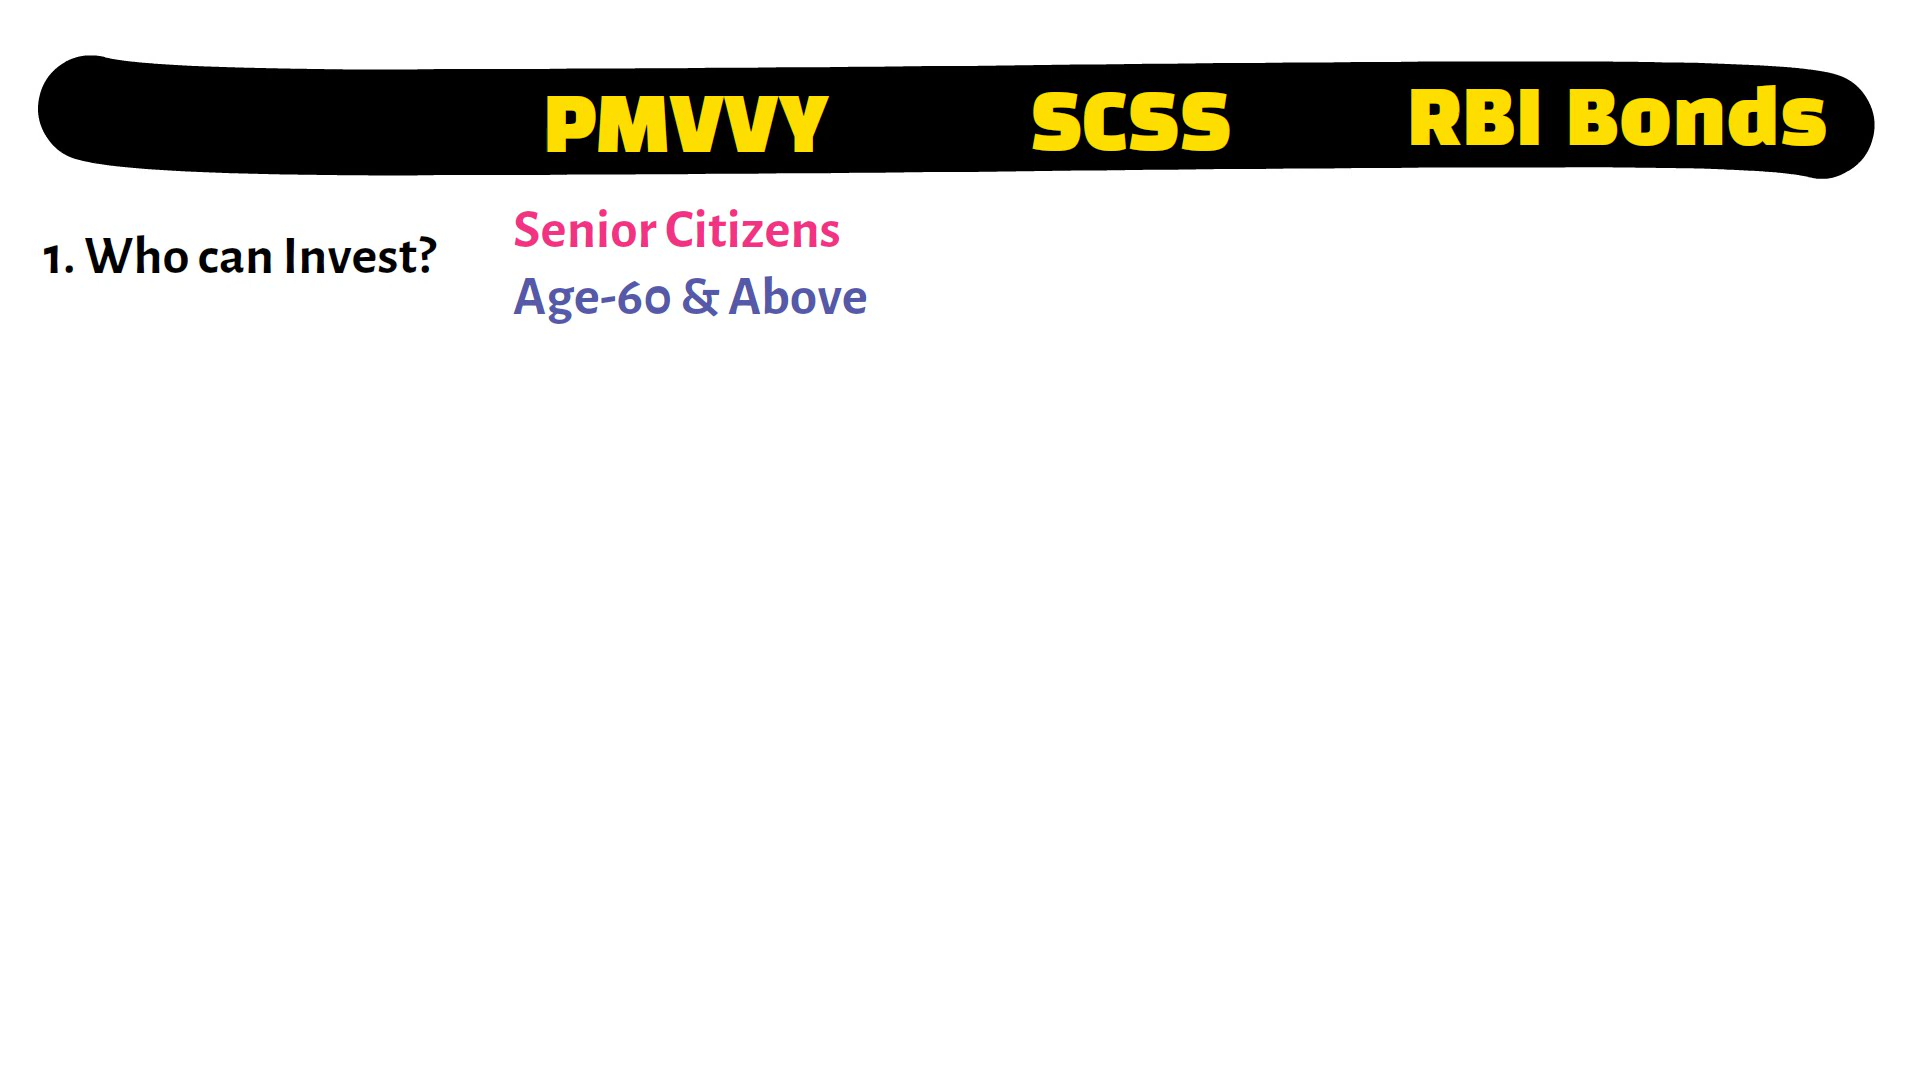 PMVVY SCSS RBI Bonds
1. Who can Invest?
Senior Citizens
Age-60 & Above